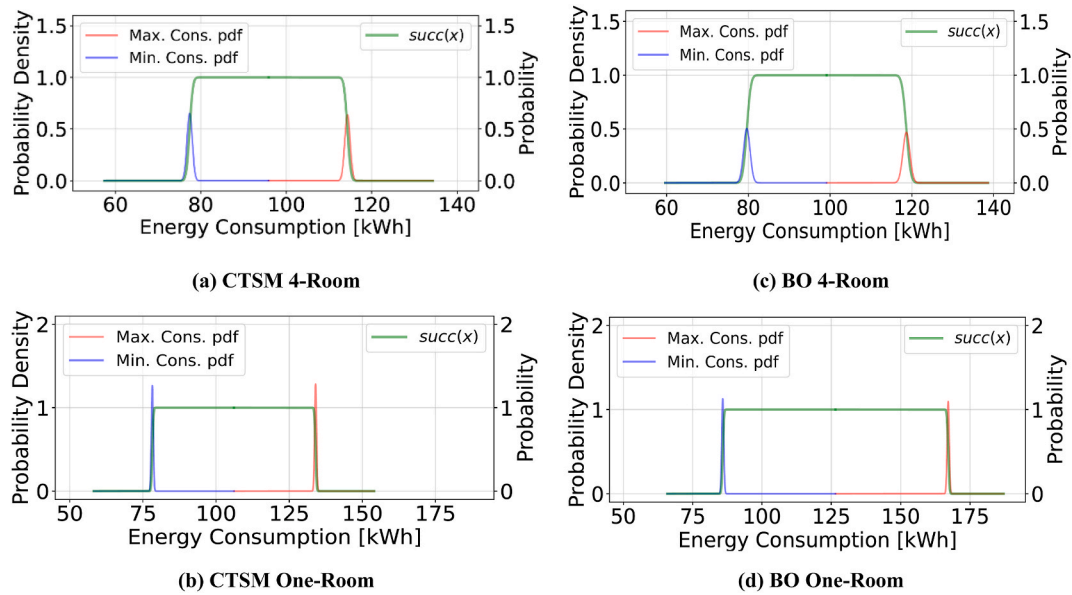 Probability Density
1.5
1.0
0.5
0.0
Max. Cons. pdf
Min. Cons. pdf
succ(x)
1.5
1.0
0.5
0.0
Probability
60 80 100 120 140
Energy Consumption [kWh]
(a) CTSM 4-Room
Probability Density
1.5
1.0
0.5
0.0
Max. Cons. pdf
Min. Cons. pdf
succ(x)
1.5
1.0
0.5
0.0
Probability
60 80 100 120 140
Energy Consumption [kWh]
(c) BO 4-Room
Probability Density
2
1
0
Max. Cons. pdf
Min. Cons. pdf
succ(x)
2
1
0
Probability
50 75 100 125 150 175
Energy Consumption [kWh]
(b) CTSM One-Room
Probability Density
2
1
0
Max. Cons. pdf
Min. Cons. pdf
succ(x)
2
1
0
Probability
50 75 100 125 150 175
Energy Consumption [kWh]
(d) BO One-Room